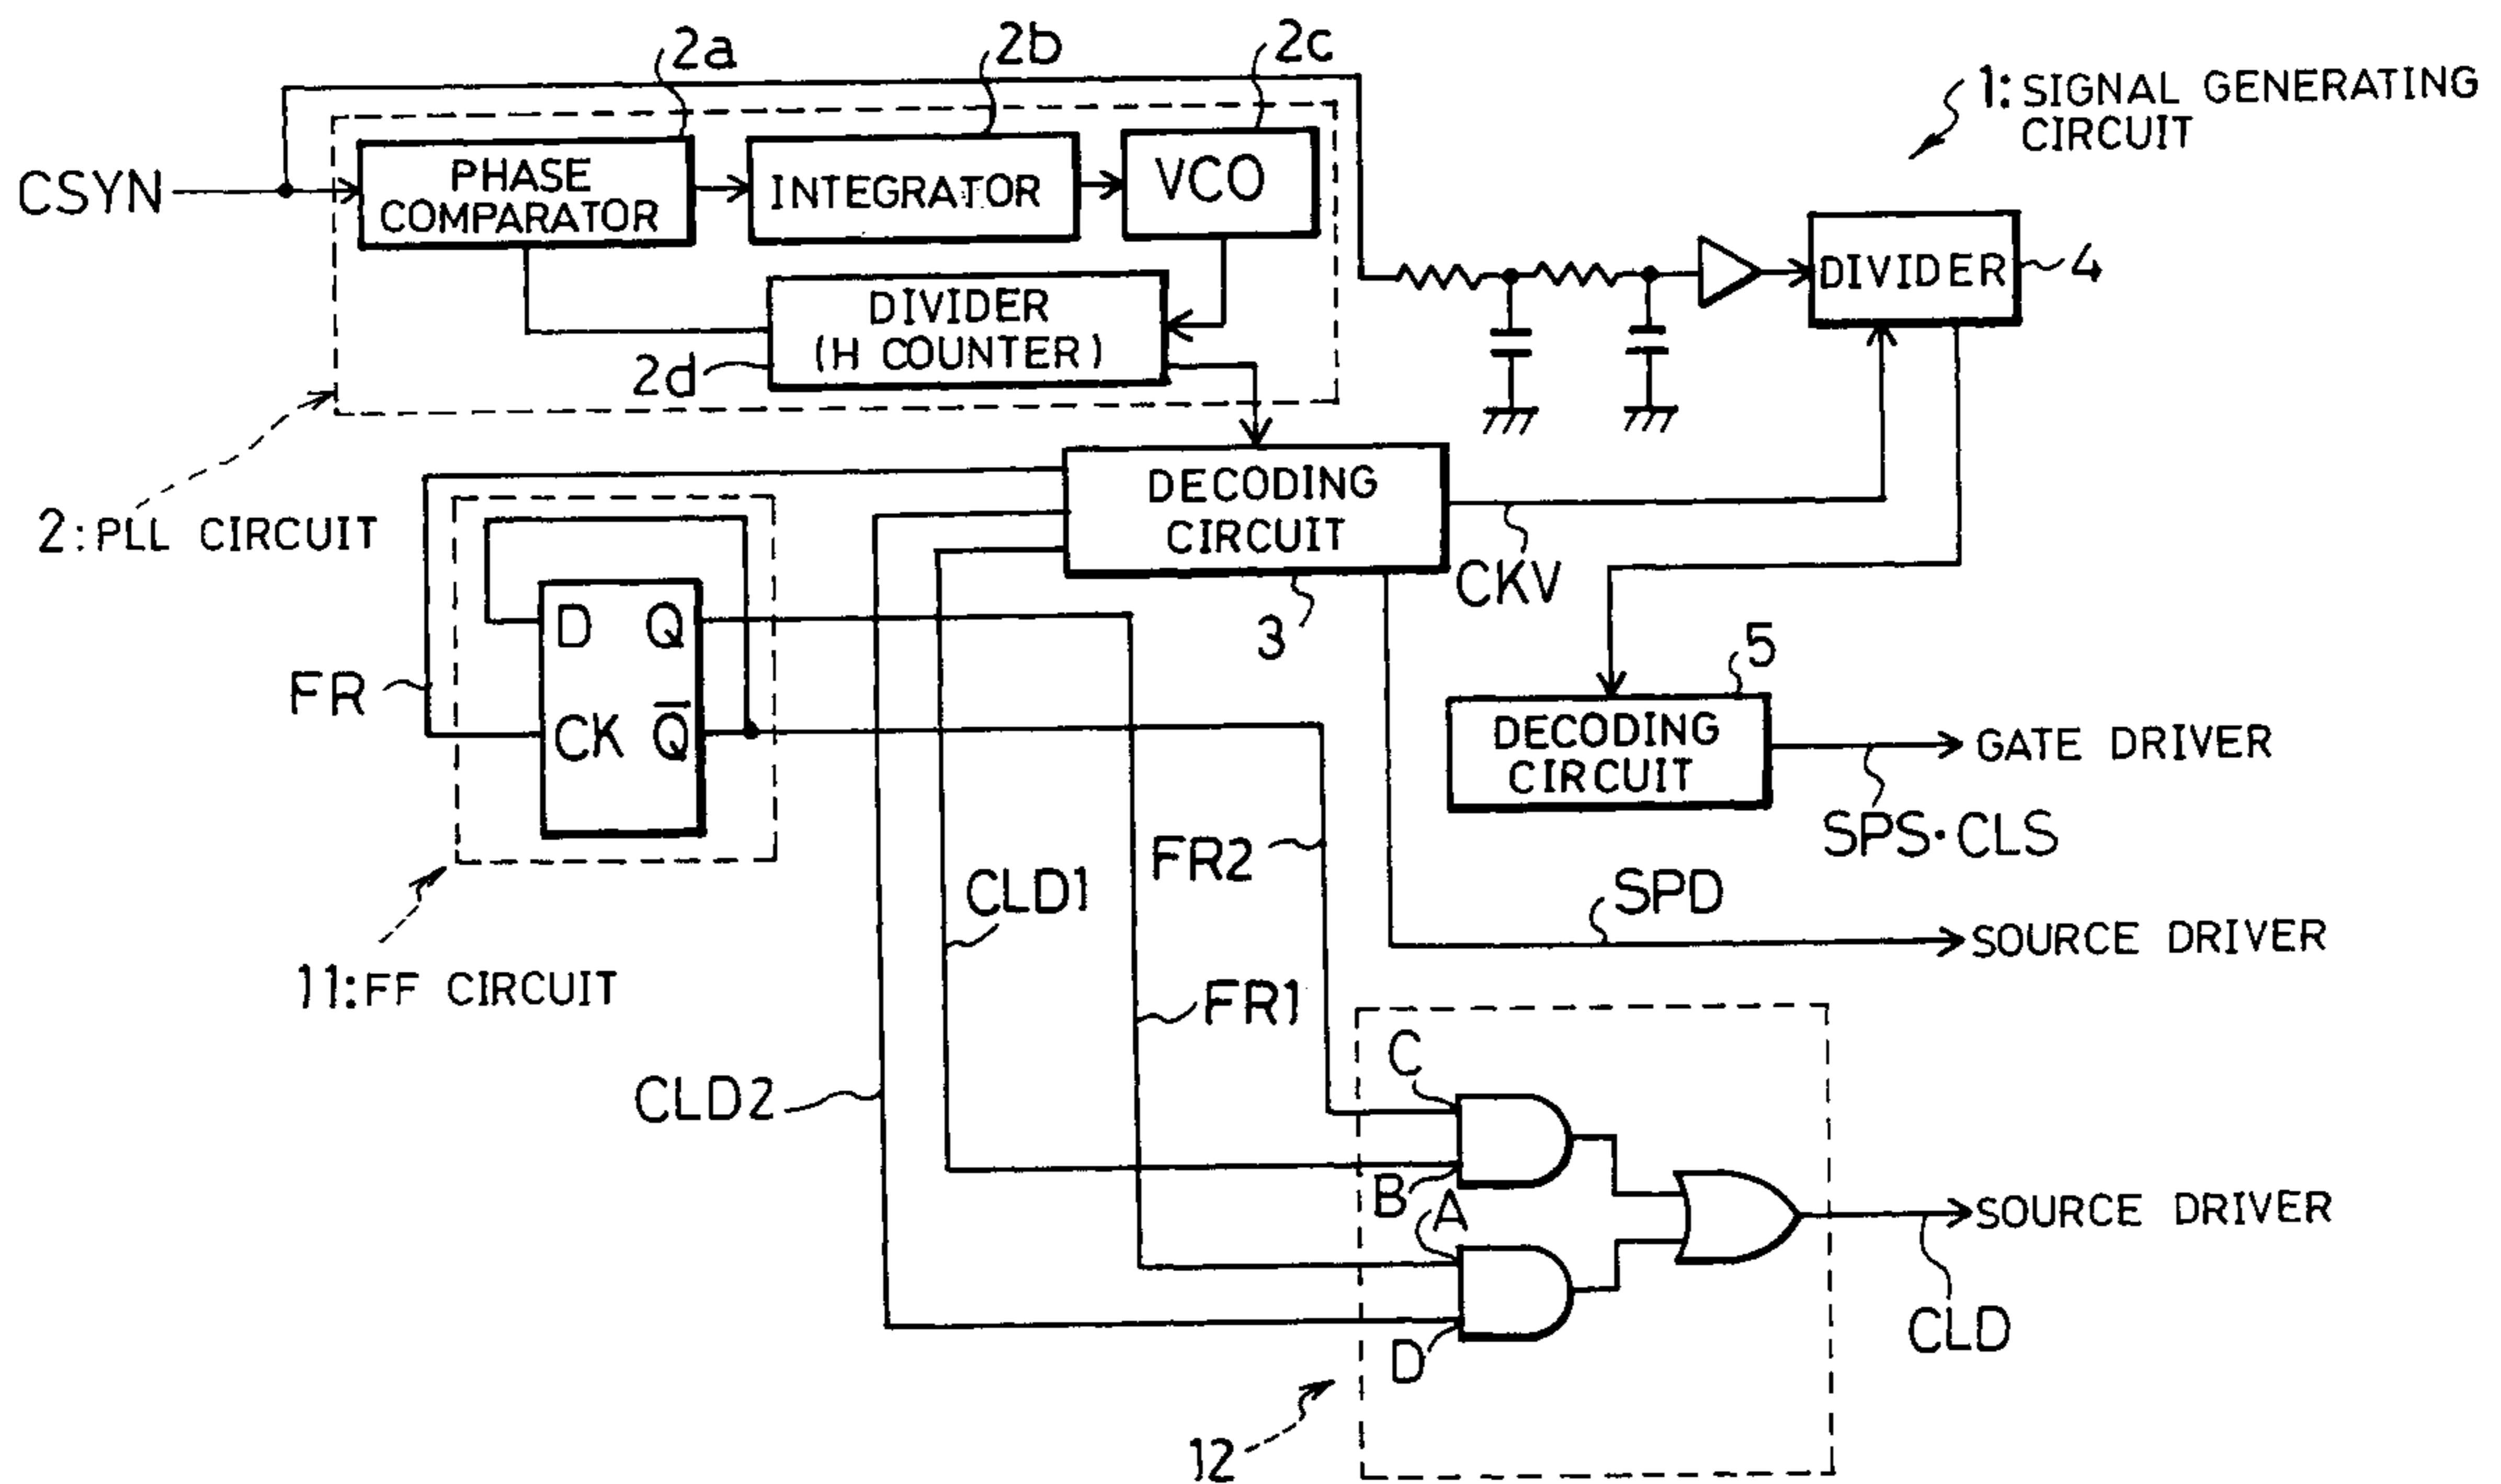 2a
2b
2c
1: SIGNAL GENERATING
CIRCUIT
CSYN
PHASE
COMPARATOR
INTEGRATOR
VCO
DIVIDER
4
DIVIDER
(H COUNTER)
2d
2: PLL CIRCUIT
DECODING
CIRCUIT
CKV
3
D Q
CK Q̅
FR
5
DECODING
CIRCUIT
GATE DRIVER
SPS·CLS
FR2
CLD1
SPD
SOURCE DRIVER
11: FF CIRCUIT
FR1
C
CLD2
B
A
SOURCE DRIVER
CLD
D
12